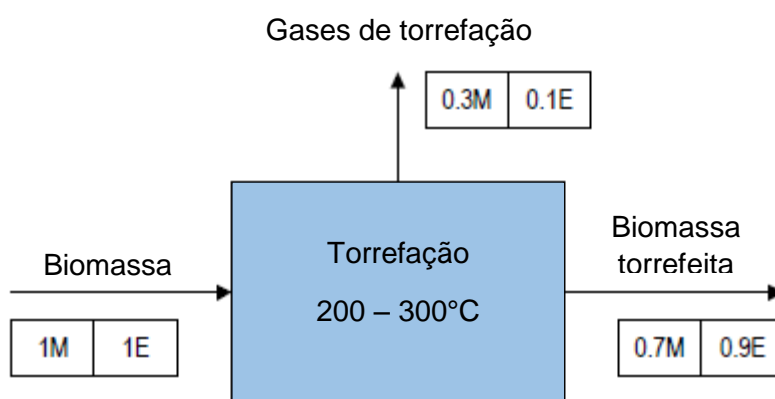 Gases de torrefação
0.3M 0.1E
Biomassa
1M 1E
Torrefação
200 – 300°C
Biomassa
torrefeita
0.7M 0.9E